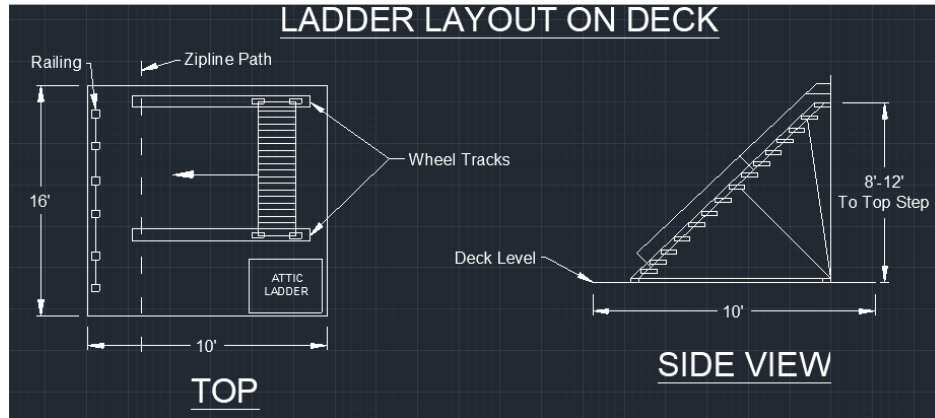 LADDER LAYOUT ON DECK
Railing
Zipline Path
Wheel Tracks
16'
ATTIC
LADDER
10'
TOP
8'-12'
To Top Step
Deck Level
10'
SIDE VIEW